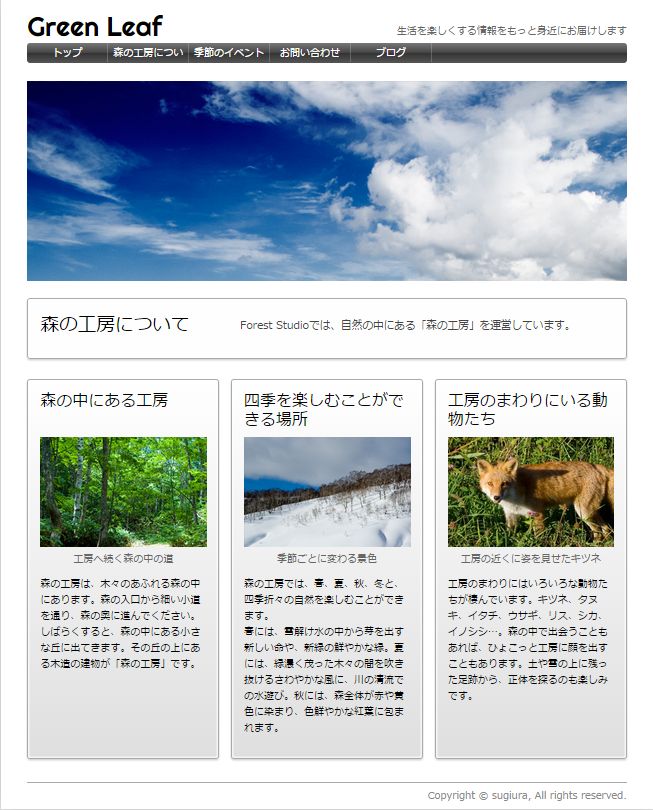 Green Leaf
生活を楽しくする情報をもっと身近にお届けします
トップ 森の工房につい 季節のイベント お問い合わせ ブログ
森の工房について
Forest Studioでは、自然の中にある「森の工房」を運営しています。
森の中にある工房
工房へ続く森の中の道
森の工房は、木々のあふれる森の中
にあります。森の入口から細い小道
を通り、森の奥に進んでください。
しばらくすると、森の中にある小さ
な丘に出てきます。その丘の上にあ
る木造の建物が「森の工房」です。
四季を楽しむことがで
きる場所
季節ごとに変わる景色
森の工房では、春、夏、秋、冬と、
四季折々の自然を楽しむことができ
ます。
春には、雪解け水の中から芽を出す
新しい命や、新緑の鮮やかな緑。夏
には、緑濃く茂った木々の間を吹き
抜けるさわやかな風に、川の清流で
の水遊び。秋には、森全体が赤や黄
色に染まり、色鮮やかな紅葉に包ま
れます。
工房のまわりにいる動
物たち
工房の近くに姿を見せたキツネ
工房のまわりにはいろいろな動物た
ちが棲んでいます。キツネ、タヌ
キ、イタチ、ウサギ、リス、シカ、
イノシシ…。森の中で出会うことも
あれば、ひょこっと工房に顔を出す
こともあります。土や雪の上に残っ
た足跡から、正体を探るのも楽しみ
です。
Copyright © sugiura, All rights reserved.